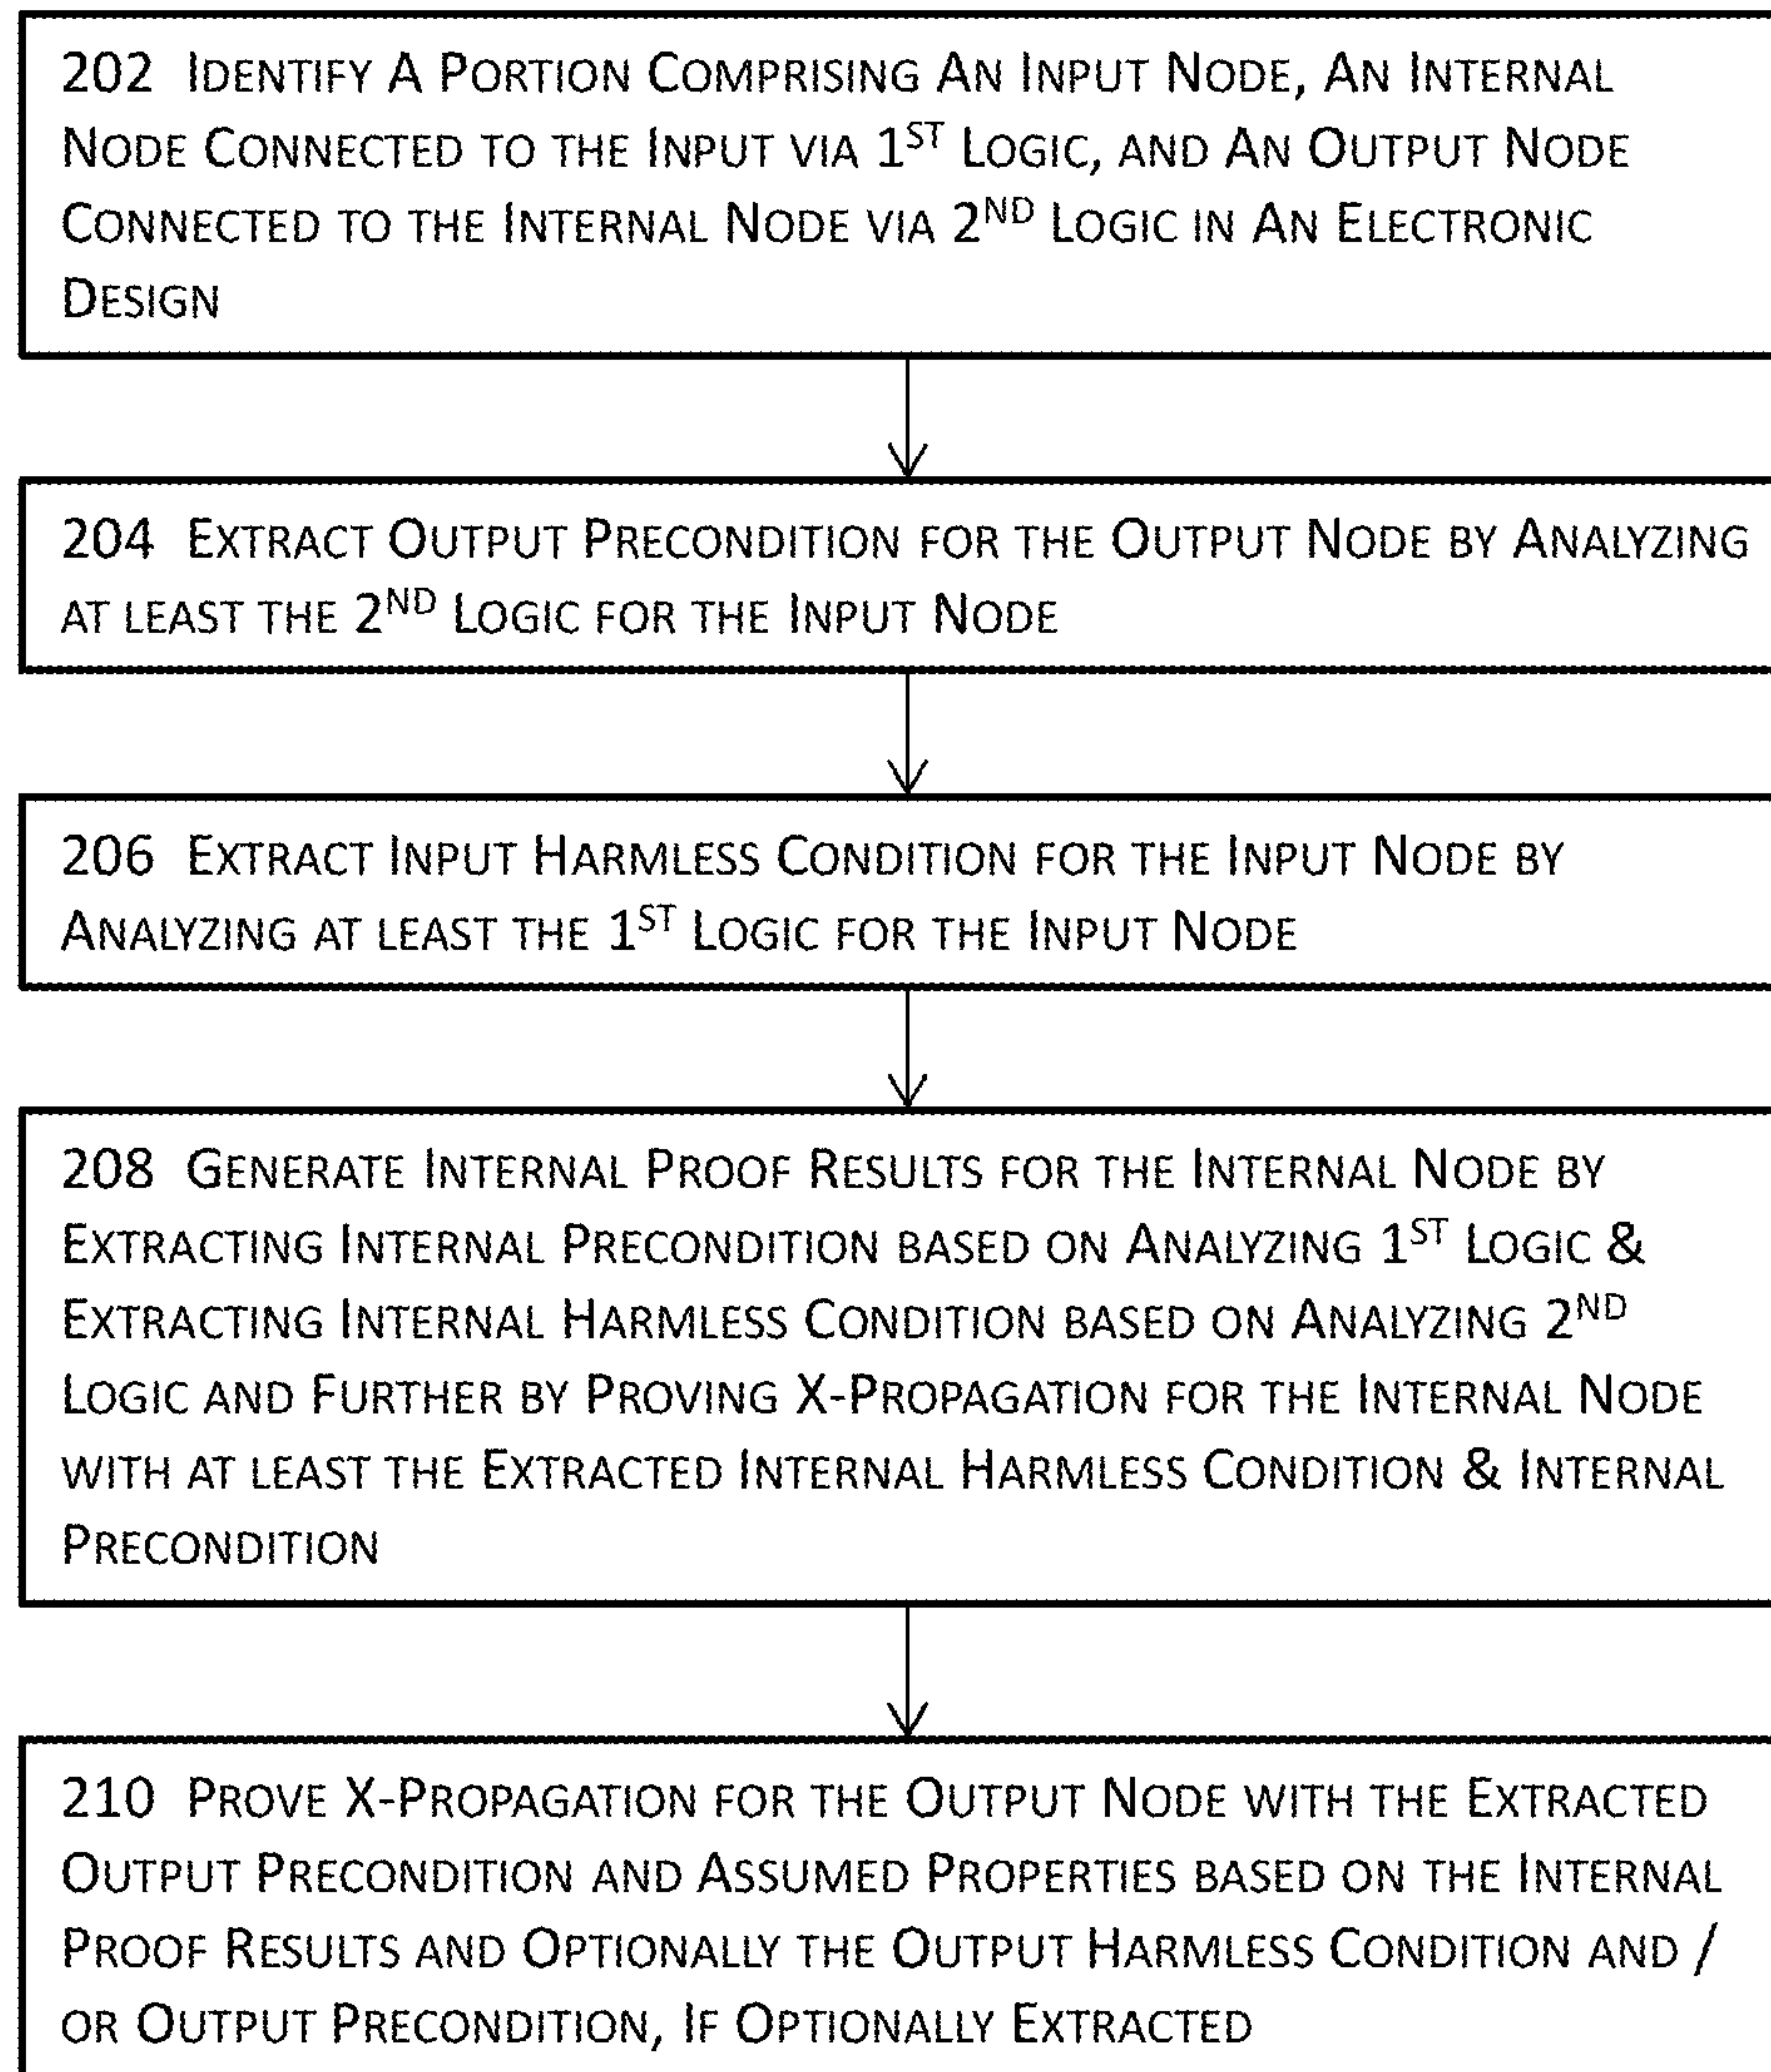 202 Identify A Portion Comprising An Input Node, An Internal
Node Connected to the Input via 1ST Logic, and An Output Node
Connected to the Internal Node via 2ND Logic in An Electronic
Design
204 Extract Output Precondition for the Output Node by Analyzing
at least the 2ND Logic for the Input Node
206 Extract Input Harmless Condition for the Input Node by
Analyzing at least the 1ST Logic for the Input Node
208 Generate Internal Proof Results for the Internal Node by
Extracting Internal Precondition based on Analyzing 1ST Logic &
Extracting Internal Harmless Condition based on Analyzing 2ND
Logic and Further by Proving X-Propagation for the Internal Node
with at least the Extracted Internal Harmless Condition & Internal
Precondition
210 Prove X-Propagation for the Output Node with the Extracted
Output Precondition and Assumed Properties based on the Internal
Proof Results and Optionally the Output Harmless Condition and /
or Output Precondition, If Optionally Extracted